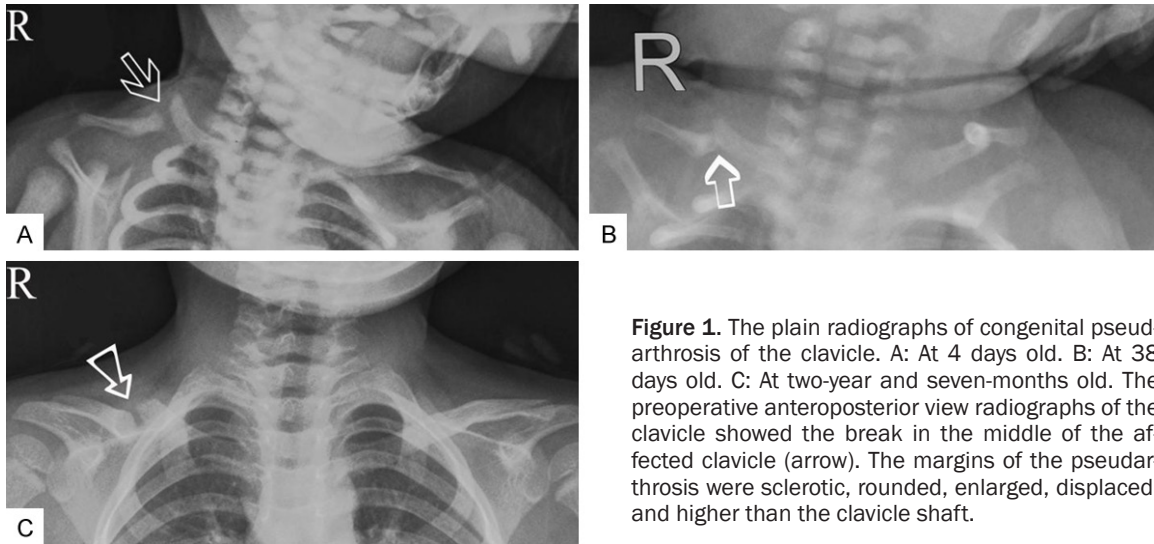 R
A
R
B
R
C
Figure 1. The plain radiographs of congenital pseud-
arthrosis of the clavicle. A: At 4 days old. B: At 38
days old. C: At two-year and seven-months old. The
preoperative anteroposterior view radiographs of the
clavicle showed the break in the middle of the af-
fected clavicle (arrow). The margins of the pseudar-
throsis were sclerotic, rounded, enlarged, displaced
and higher than the clavicle shaft.